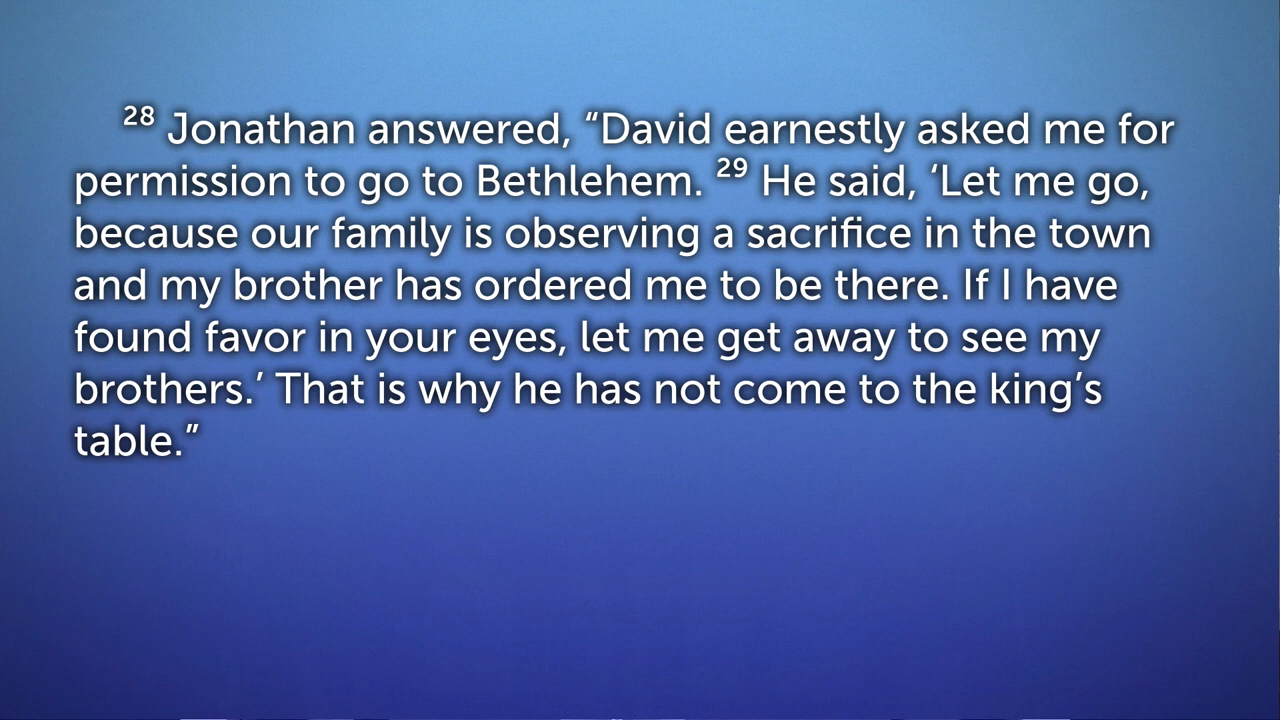 28 Jonathan answered, “David earnestly asked me for
permission to go to Bethlehem. 29 He said, ‘Let me go,
because our family is observing a sacrifice in the town
and my brother has ordered me to be there. If I have
found favor in your eyes, let me get away to see my
brothers.’ That is why he has not come to the king’s
table.”